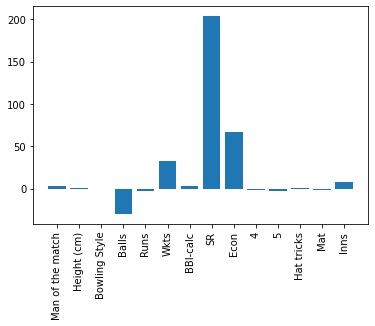 200
150
100
50
0
Man of the match
Height (cm)
Bowling Style
Balls
Runs
Wkts
BBI-calc
SR
Econ
4
5
Hat tricks
Mat
Inns